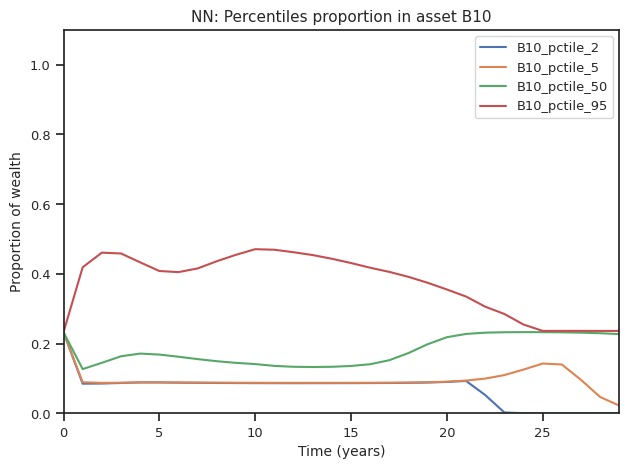 NN: Percentiles proportion in asset B10
B10_pctile_2
B10_pctile_5
B10_pctile_50
B10_pctile_95
Proportion of wealth
1.0
0.8
0.6
0.4
0.2
0.0
0 5 10 15 20 25
Time (years)